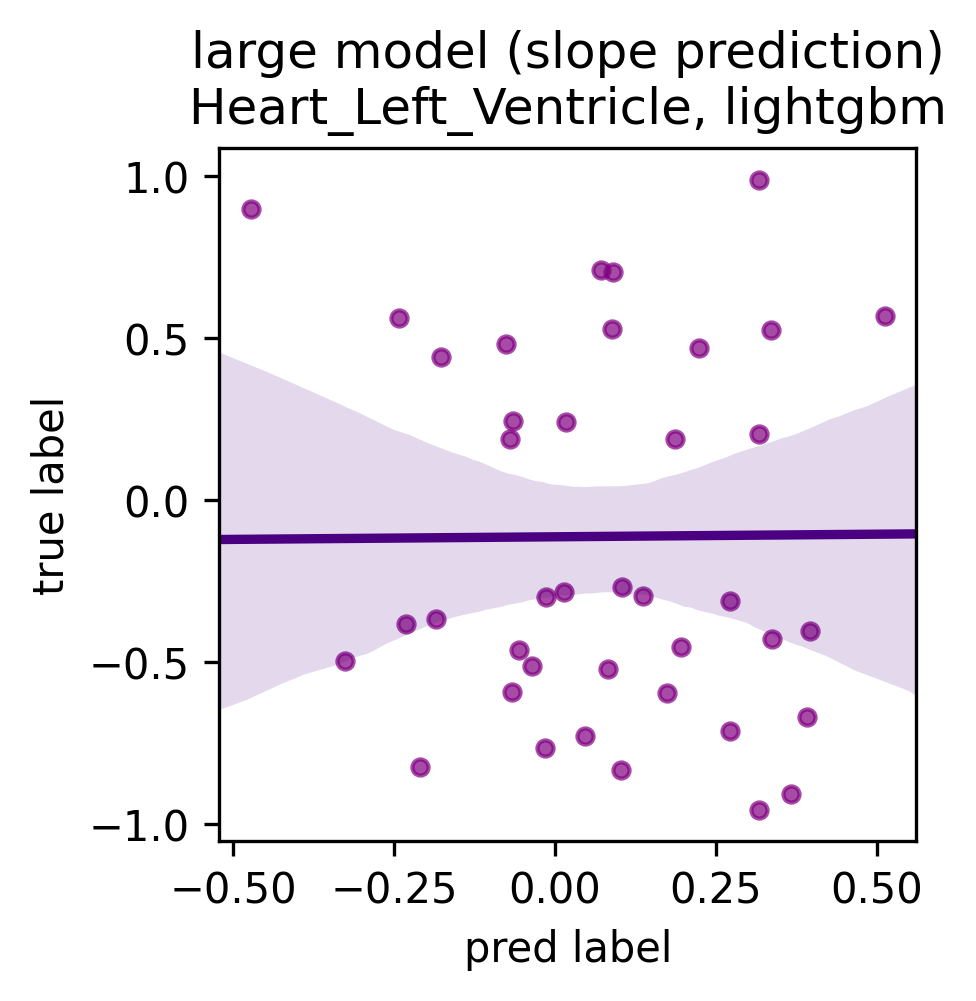 large model (slope prediction)
Heart_Left_Ventricle, lightgbm
1.0
0.5
0.0
−0.5
−1.0
true label
−0.50
−0.25
0.00
0.25
0.50
pred label